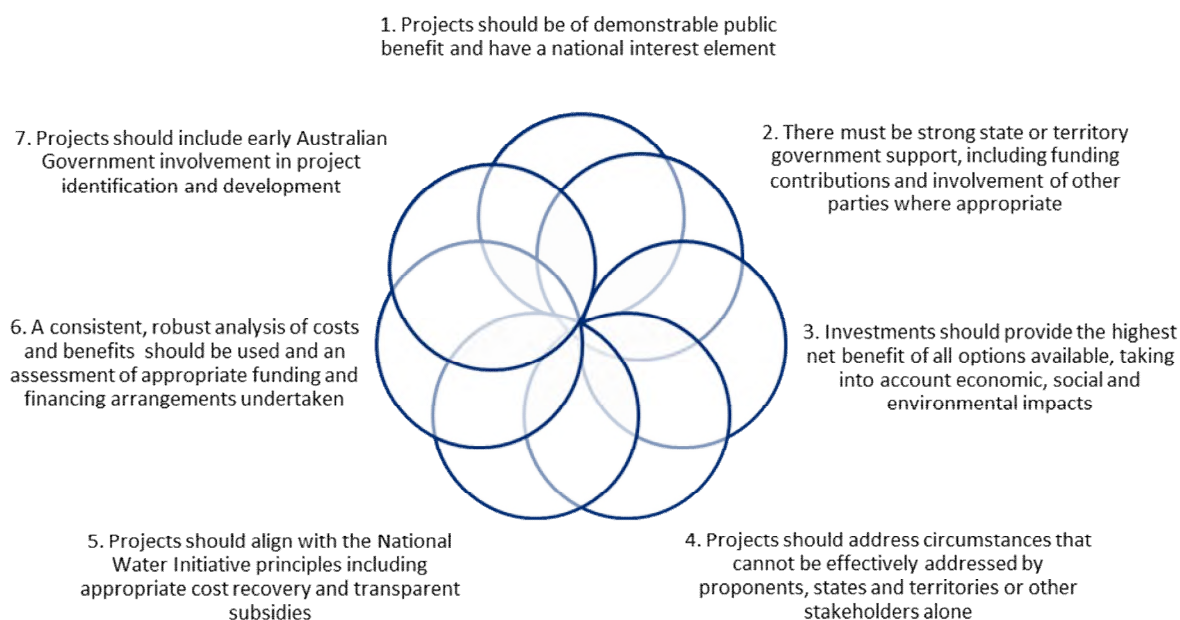 1. Projects should be of demonstrable public
benefit and have a national interest element
2. There must be strong state or territory
government support, including funding
contributions and involvement of other
parties where appropriate
3. Investments should provide the highest
net benefit of all options available, taking
into account economic, social and
environmental impacts
4. Projects should address circumstances that
cannot be effectively addressed by
proponents, states and territories or other
stakeholders alone
5. Projects should align with the National
Water Initiative principles including
appropriate cost recovery and transparent
subsidies
6. A consistent, robust analysis of costs
and benefits should be used and an
assessment of appropriate funding and
financing arrangements undertaken
7. Projects should include early Australian
Government involvement in project
identification and development